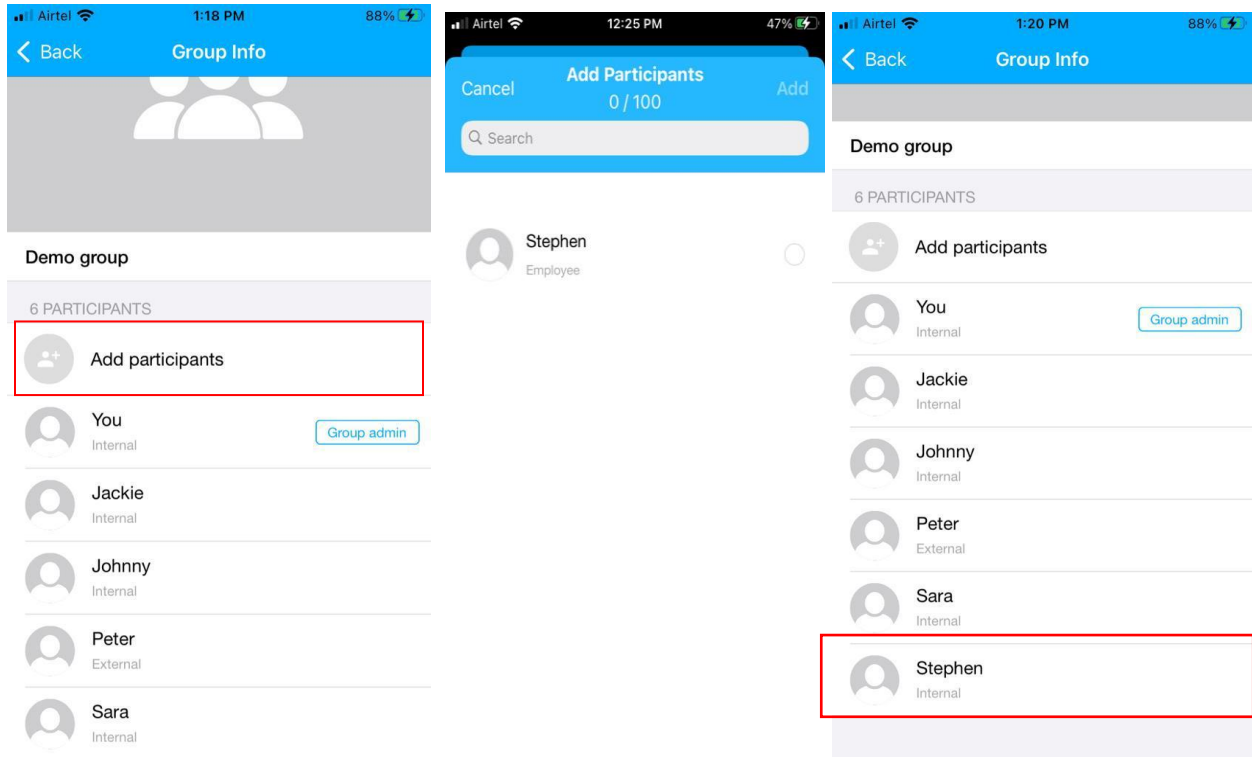 Airtel 1:18 PM 88%
Back Group Info
Demo group
6 PARTICIPANTS
Add participants
You
Internal
Group admin
Jackie
Internal
Johnny
Internal
Peter
External
Sara
Internal
Airtel 12:25 PM 47%
Cancel Add Participants Add
0 / 100
Search
Stephen
Employee
Airtel 1:20 PM 88%
Back Group Info
Demo group
6 PARTICIPANTS
Add participants
You
Internal
Group admin
Jackie
Internal
Johnny
Internal
Peter
External
Sara
Internal
Stephen
Internal